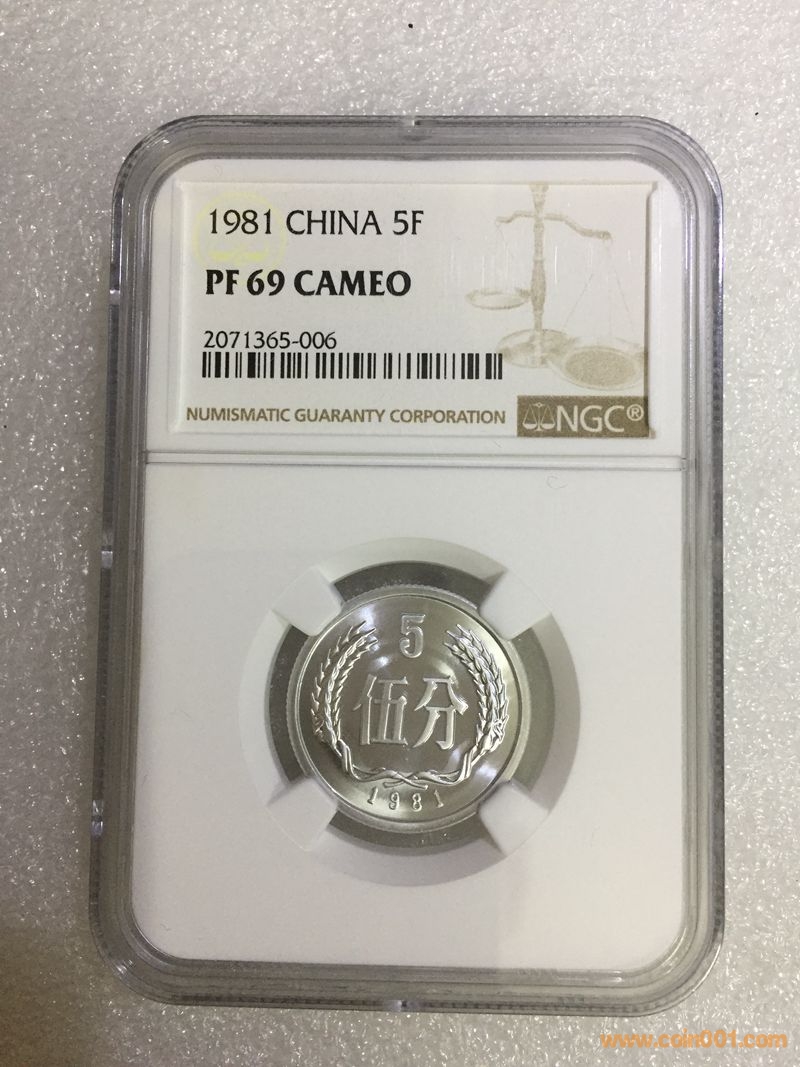 1981 CHINA 5F
PF 69 CAMEO
2071365-006
NUMISMATIC GUARANTY CORPORATION
NGC®
5
伍分
1981
www.coin001.com